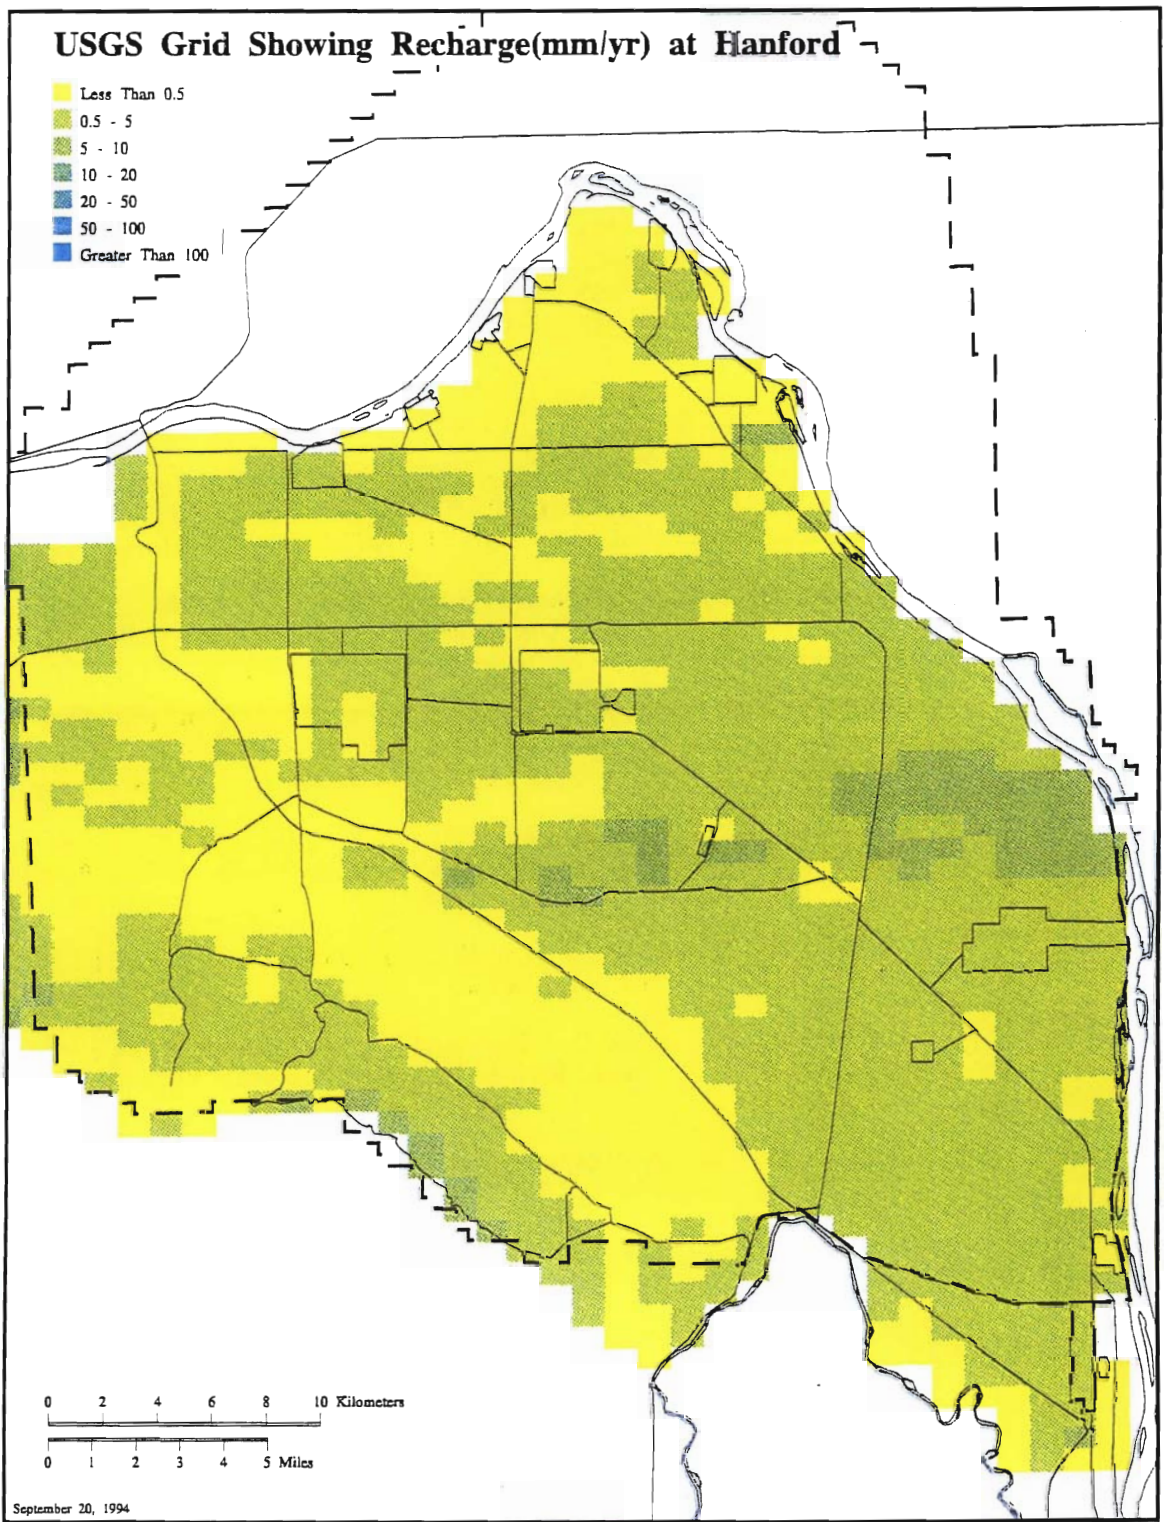 USGS Grid Showing Recharge(mm/yr) at Hanford
Less Than 0.5
0.5 - 5
5 - 10
10 - 20
20 - 50
50 - 100
Greater Than 100
0 2 4 6 8 10 Kilometers
0 1 2 3 4 5 Miles
September 20, 1994